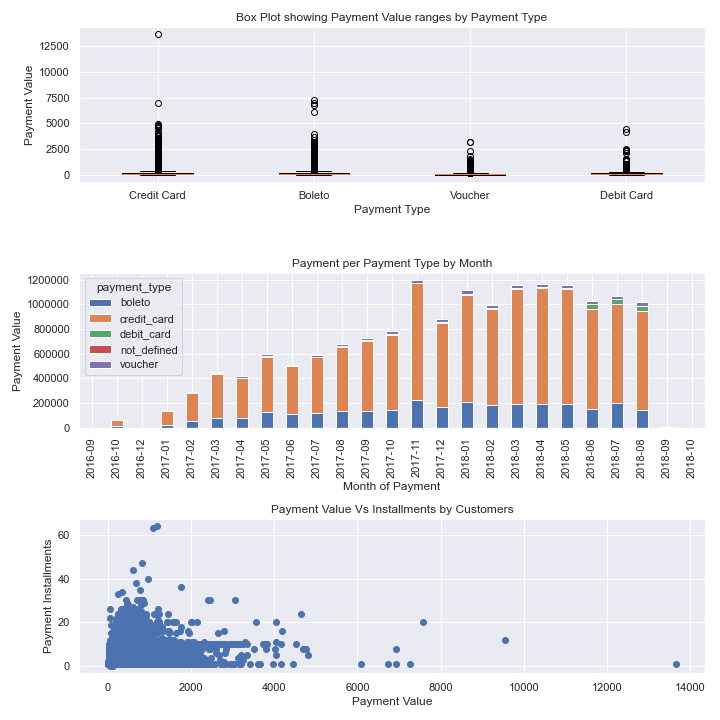 Box Plot showing Payment Value ranges by Payment Type
Payment Value
12500
10000
7500
5000
2500
0
Credit Card Boleto Voucher Debit Card
Payment Type
Payment per Payment Type by Month
Payment Value
1200000
1000000
800000
600000
400000
200000
0
payment_type
boleto
credit_card
debit_card
not_defined
voucher
2016-09 2016-10 2016-12 2017-01 2017-02 2017-03 2017-04 2017-05 2017-06 2017-07 2017-08 2017-09 2017-10 2017-11 2017-12 2018-01 2018-02 2018-03 2018-04 2018-05 2018-06 2018-07 2018-08 2018-09 2018-10
Month of Payment
Payment Value Vs Installments by Customers
Payment Installments
60
40
20
0
0 2000 4000 6000 8000 10000 12000 14000
Payment Value